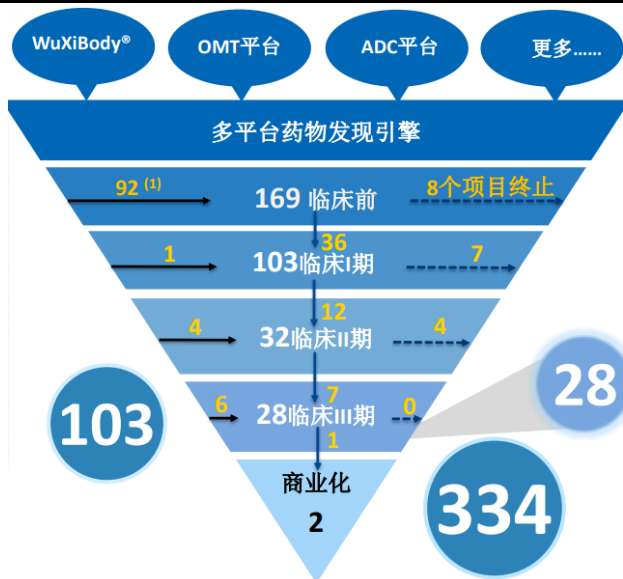 WuXiBody® OMT平台 ADC平台 更多……
多平台药物发现引擎
92 (1) 169 临床前 8个项目终止
36
1 103临床I期 7
12
4 32临床II期 4
28
7
6 28临床III期 0
103
1
商业化
334
2